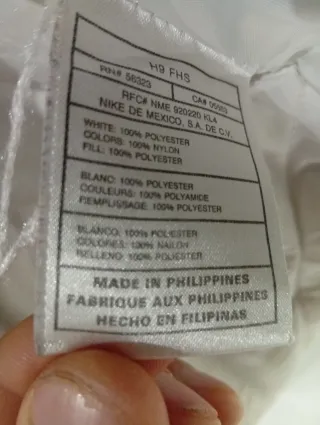 H9 FHS
RN# 56323 CA# 05553
RFC# NME 920220 KL4
NIKE DE MEXICO, S.A. DE C.V.
WHITE: 100% POLYESTER
COLORS: 100% NYLON
FILL: 100% POLYESTER
BLANC: 100% POLYESTER
COULEURS: 100% POLYAMIDE
REMPLISSAGE: 100% POLYESTER
BLANCO: 100% POLIESTER
COLORES: 100% NAILON
RELLENO: 100% POLIESTER
MADE IN PHILIPPINES
FABRIQUE AUX PHILIPPINES
HECHO EN FILIPINAS